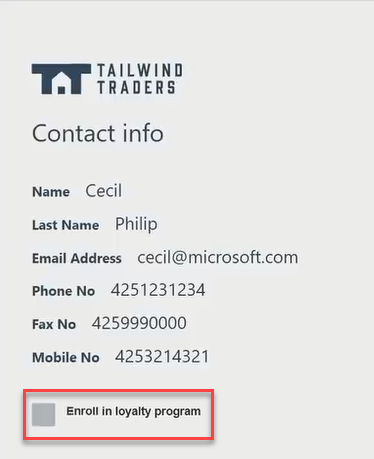 TAILWIND
TRADERS
Contact info
Name Cecil
Last Name Philip
Email Address cecil@microsoft.com
Phone No 4251231234
Fax No 4259990000
Mobile No 4253214321
Enroll in loyalty program